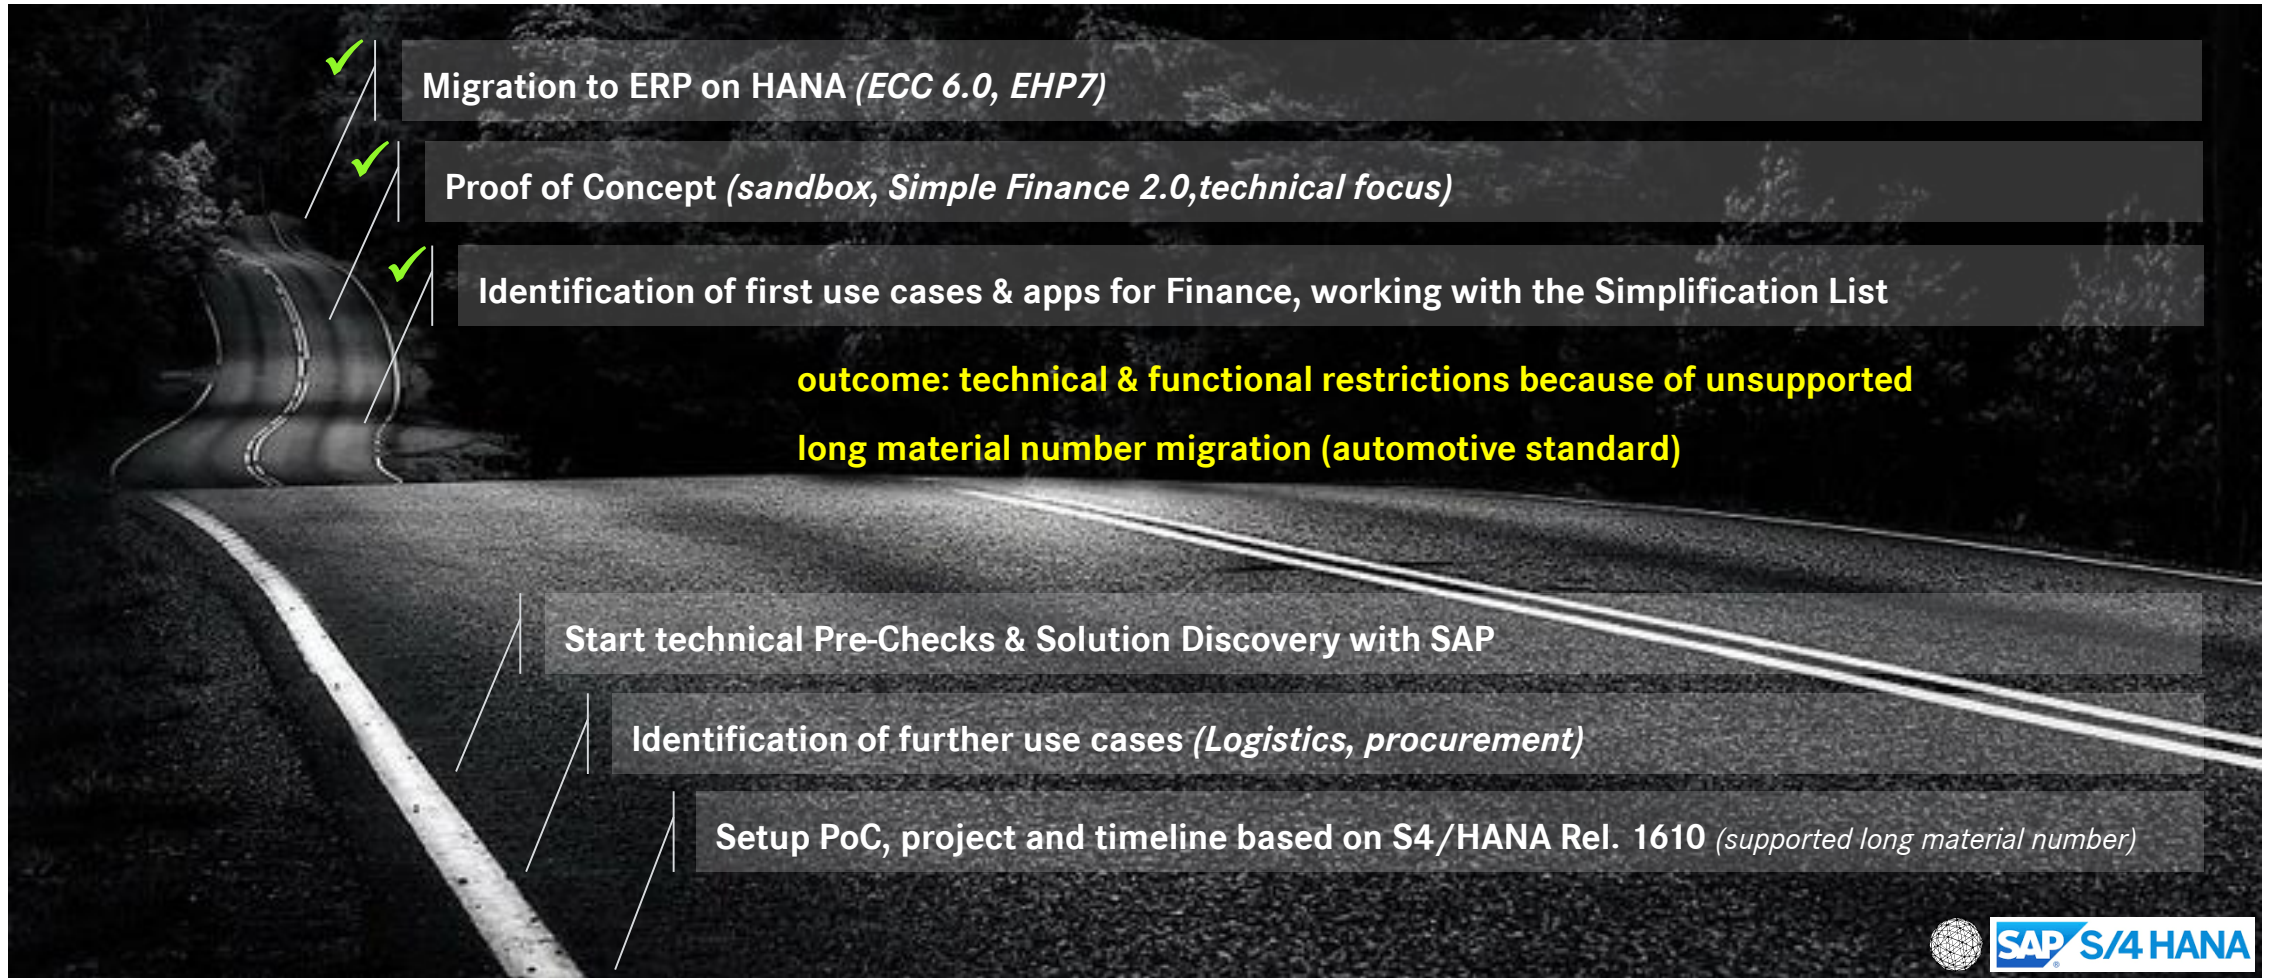 Migration to ERP on HANA (ECC 6.0, EHP7)
Proof of Concept (sandbox, Simple Finance 2.0,technical focus)
Identification of first use cases & apps for Finance, working with the Simplification List
outcome: technical & functional restrictions because of unsupported
long material number migration (automotive standard)
Start technical Pre-Checks & Solution Discovery with SAP
Identification of further use cases (Logistics, procurement)
Setup PoC, project and timeline based on S4/HANA Rel. 1610 (supported long material number)
SAP® S/4 HANA